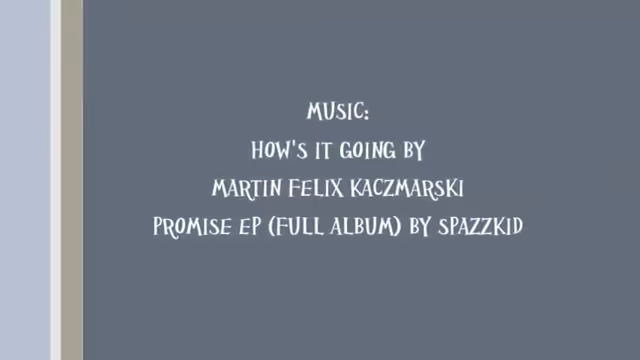 MUSIC:
HOW'S IT GOING BY
MARTIN FELIX KACZMARSKI
PROMISE EP (FULL ALBUM) BY SPAZZKID